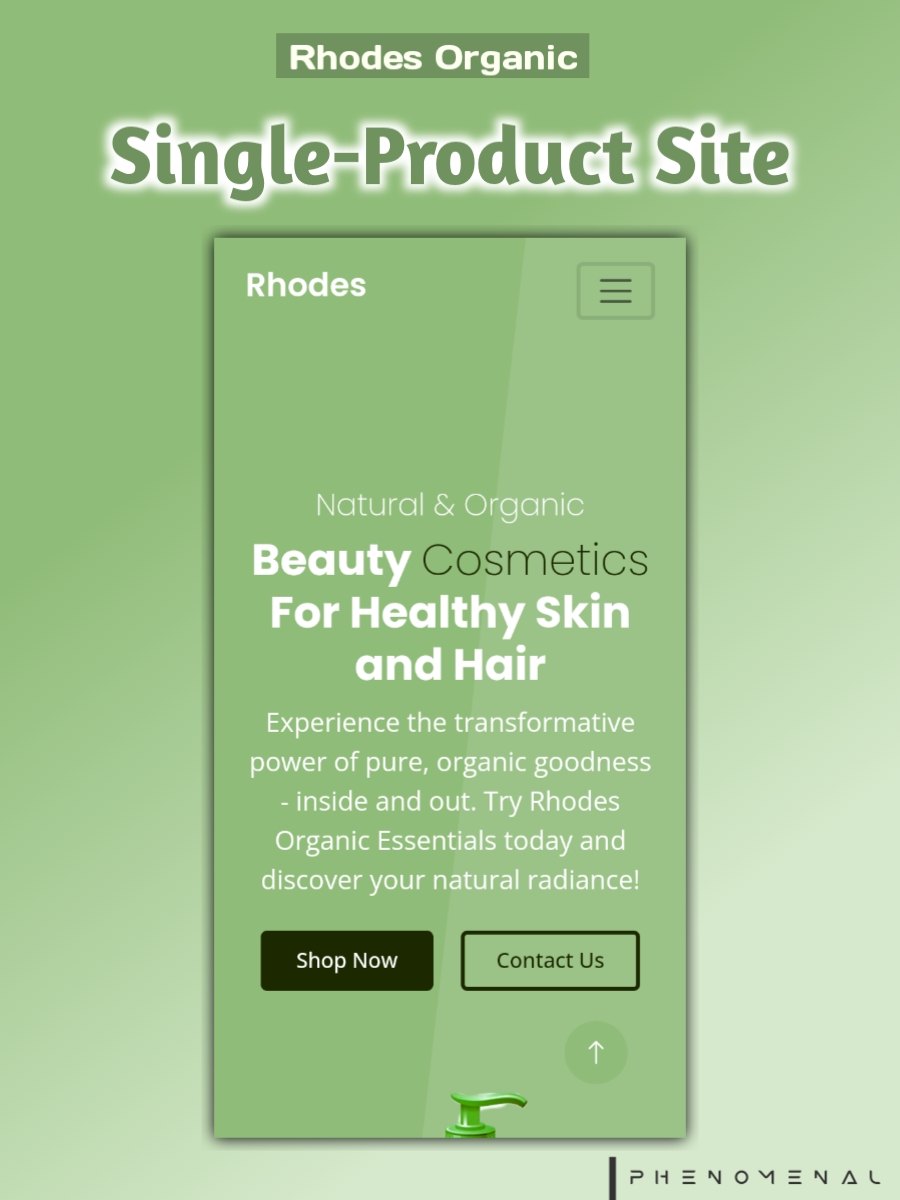 Rhodes Organic
Single-Product Site
Rhodes
Natural & Organic
Beauty Cosmetics
For Healthy Skin
and Hair
Experience the transformative
power of pure, organic goodness
- inside and out. Try Rhodes
Organic Essentials today and
discover your natural radiance!
Shop Now
Contact Us
PHENOMENAL